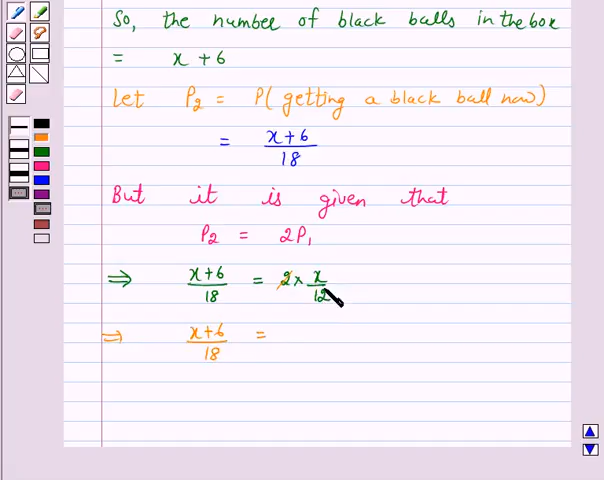 So, the number of black balls in the box
= x + 6
Let P₂ = P( getting a black ball now)
= x+6/18
But it is given that
P₂ = 2P₁
⇒ x+6/18 = 2 × x/12
⇒ x+6/18 =